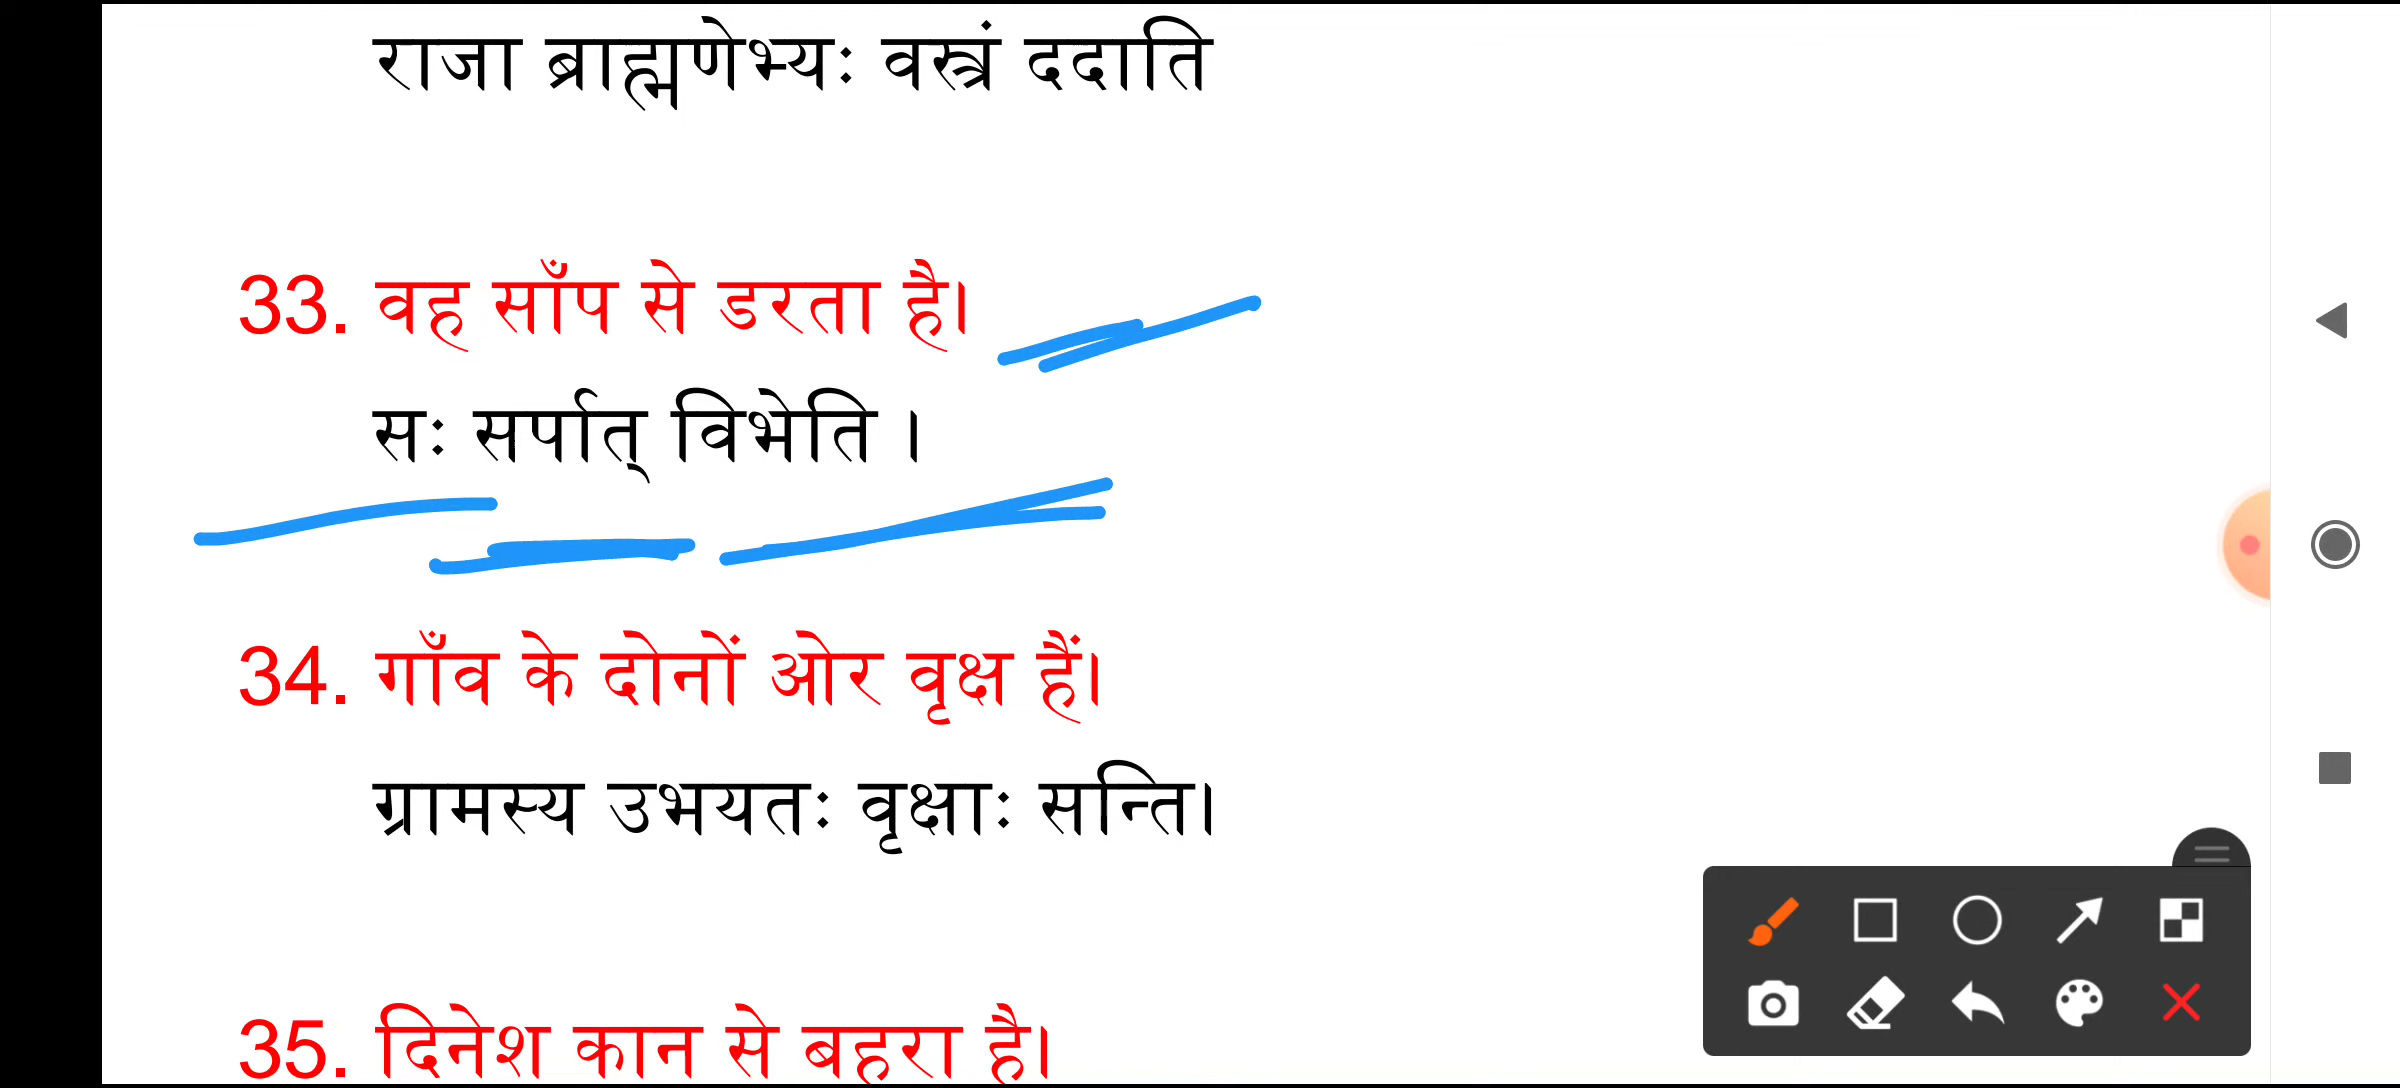 राजा ब्राह्मणेभ्यः वस्त्रं ददाति
33. वह साँप से डरता है।
सः सर्पात् विभेति ।
34. गाँव के दोनों ओर वृक्ष हैं।
ग्रामस्य उभयतः वृक्षाः सन्ति।
35. दिनेश कान से बहरा है।